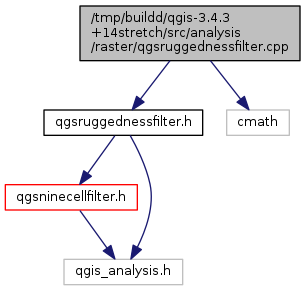 /tmp/buildd/qgis-3.4.3
+14stretch/src/analysis
/raster/qgsruggednessfilter.cpp
qgsruggednessfilter.h
cmath
qgsninecellfilter.h
qgis_analysis.h